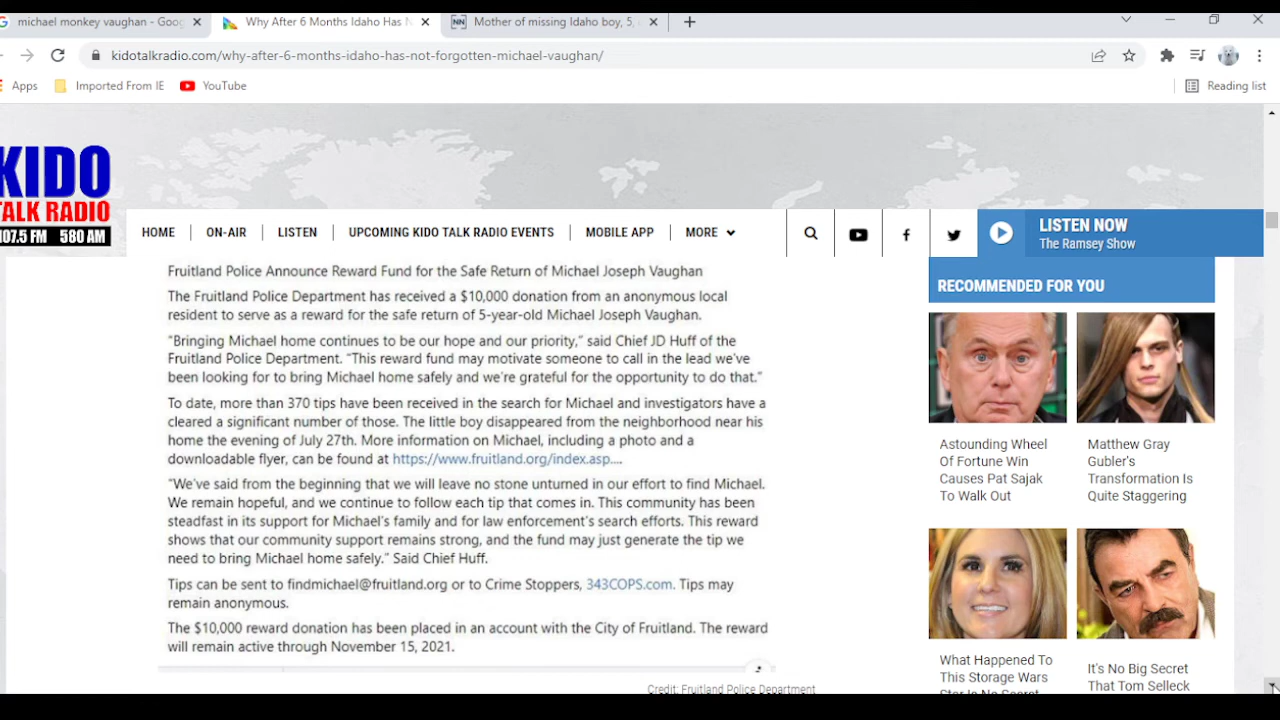 michael monkey vaughan - Goog
Why After 6 Months Idaho Has N
Mother of missing Idaho boy, 5,
kidotalkradio.com/why-after-6-months-idaho-has-not-forgotten-michael-vaughan/
Apps
Imported From IE
YouTube
Reading list
KIDO
TALK RADIO
107.5 FM 580 AM
HOME
ON-AIR
LISTEN
UPCOMING KIDO TALK RADIO EVENTS
MOBILE APP
MORE
LISTEN NOW
The Ramsey Show
Fruitland Police Announce Reward Fund for the Safe Return of Michael Joseph Vaughan
The Fruitland Police Department has received a $10,000 donation from an anonymous local
resident to serve as a reward for the safe return of 5-year-old Michael Joseph Vaughan.
“Bringing Michael home continues to be our hope and our priority,” said Chief JD Huff of the
Fruitland Police Department. “This reward fund may motivate someone to call in the lead we’ve
been looking for to bring Michael home safely and we’re grateful for the opportunity to do that.”
To date, more than 370 tips have been received in the search for Michael and investigators have a
cleared a significant number of those. The little boy disappeared from the neighborhood near his
home the evening of July 27th. More information on Michael, including a photo and a
downloadable flyer, can be found at https://www.fruitland.org/index.asp....
“We’ve said from the beginning that we will leave no stone unturned in our effort to find Michael.
We remain hopeful, and we continue to follow each tip that comes in. This community has been
steadfast in its support for Michael’s family and for law enforcement’s search efforts. This reward
shows that our community support remains strong, and the fund may just generate the tip we
need to bring Michael home safely.” Said Chief Huff.
Tips can be sent to findmichael@fruitland.org or to Crime Stoppers, 343COPS.com. Tips may
remain anonymous.
The $10,000 reward donation has been placed in an account with the City of Fruitland. The reward
will remain active through November 15, 2021.
Credit: Fruitland Police Department
RECOMMENDED FOR YOU
Astounding Wheel
Of Fortune Win
Causes Pat Sajak
To Walk Out
Matthew Gray
Gubler's
Transformation Is
Quite Staggering
What Happened To
This Storage Wars
Star Is No Secret
It's No Big Secret
That Tom Selleck